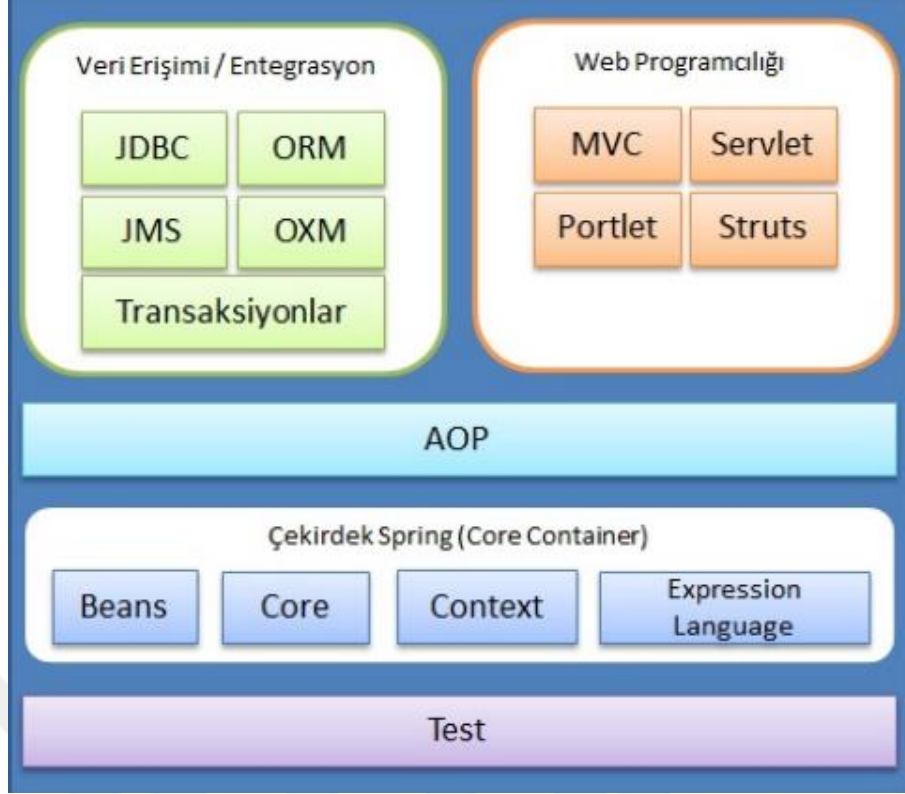 Veri Erişimi / Entegrasyon
JDBC
ORM
JMS
OXM
Transaksiyonlar
Web Programcılığı
MVC
Servlet
Portlet
Struts
AOP
Çekirdek Spring (Core Container)
Beans
Core
Context
Expression
Language
Test